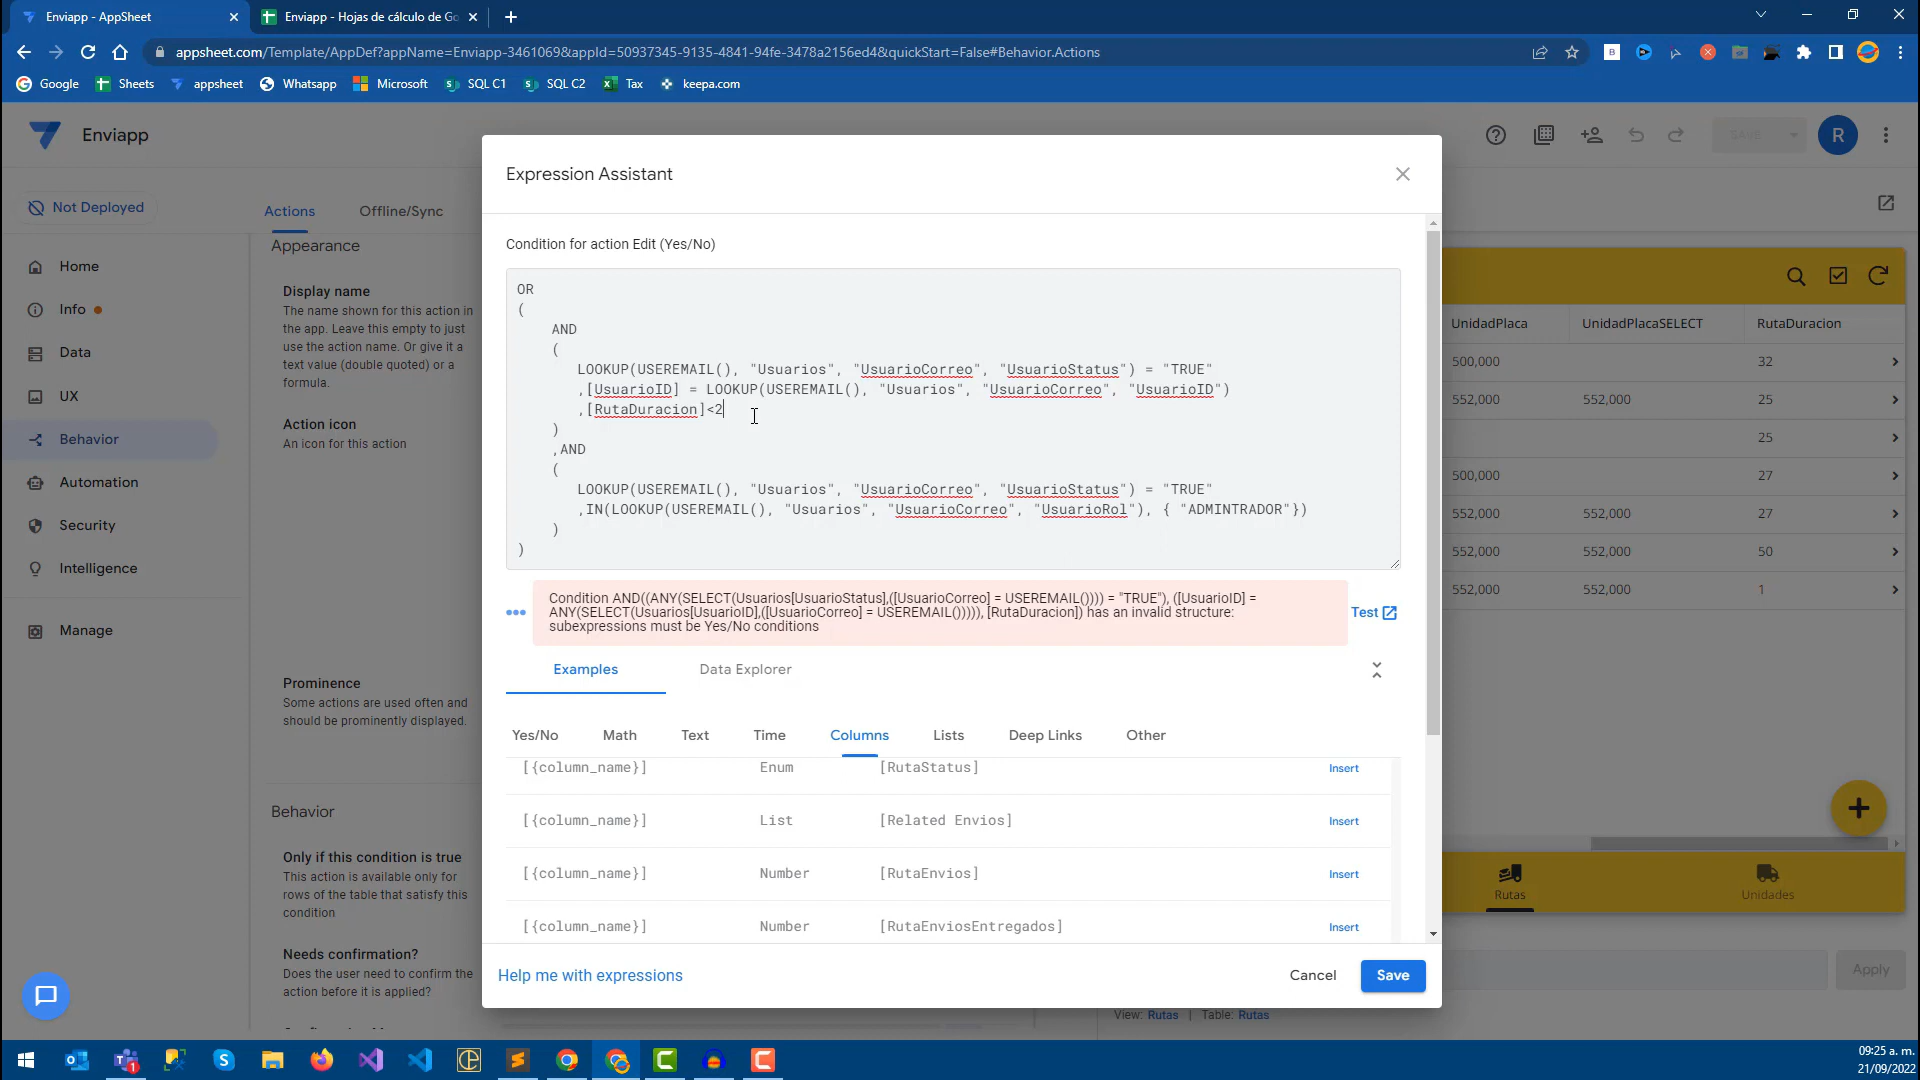 Enviapp - AppSheet
Enviapp - Hojas de cálculo de Go
appsheet.com/Template/AppDef?appName=Enviapp-3461069&appId=50937345-9135-4841-94fe-3478a2156ed4&quickStart=False#Behavior.Actions
Google Sheets appsheet Whatsapp Microsoft SQL C1 SQL C2 Tax keepa.com
Enviapp
SAVE
R
Not Deployed
Actions
Offline/Sync
Home
Info
Data
UX
Behavior
Automation
Security
Intelligence
Manage
Appearance
Display name
The name shown for this action in
the app. Leave this empty to just
use the action name. Or give it a
text value (double quoted) or a
formula.
Action icon
An icon for this action
Prominence
Some actions are used often and
should be prominently displayed.
Behavior
Only if this condition is true
This action is available only for
rows of the table that satisfy this
condition
Needs confirmation?
Does the user need to confirm the
action before it is applied?
Expression Assistant
Condition for action Edit (Yes/No)
OR
(
AND
(
LOOKUP(USEREMAIL(), "Usuarios", "UsuarioCorreo", "UsuarioStatus") = "TRUE"
,[UsuarioID] = LOOKUP(USEREMAIL(), "Usuarios", "UsuarioCorreo", "UsuarioID")
,[RutaDuracion]<2
)
,AND
(
LOOKUP(USEREMAIL(), "Usuarios", "UsuarioCorreo", "UsuarioStatus") = "TRUE"
,IN(LOOKUP(USEREMAIL(), "Usuarios", "UsuarioCorreo", "UsuarioRol"), { "ADMINTRADOR"})
)
)
Condition AND((ANY(SELECT(Usuarios[UsuarioStatus],([UsuarioCorreo] = USEREMAIL()))) = "TRUE"), ([UsuarioID] =
ANY(SELECT(Usuarios[UsuarioID],([UsuarioCorreo] = USEREMAIL())))), [RutaDuracion]) has an invalid structure:
subexpressions must be Yes/No conditions
Test
Examples
Data Explorer
Yes/No Math Text Time Columns Lists Deep Links Other
[{column_name}] Enum [RutaStatus] Insert
[{column_name}] List [Related Envios] Insert
[{column_name}] Number [RutaEnvios] Insert
[{column_name}] Number [RutaEnviosEntregados] Insert
Help me with expressions
Cancel
Save
UnidadPlaca UnidadPlacaSELECT RutaDuracion
500,000 32
552,000 552,000 25
25
500,000 27
552,000 552,000 27
552,000 552,000 50
552,000 552,000 1
Rutas
Unidades
Apply
View: Rutas | Table: Rutas
1
09:25 a. m.
21/09/2022